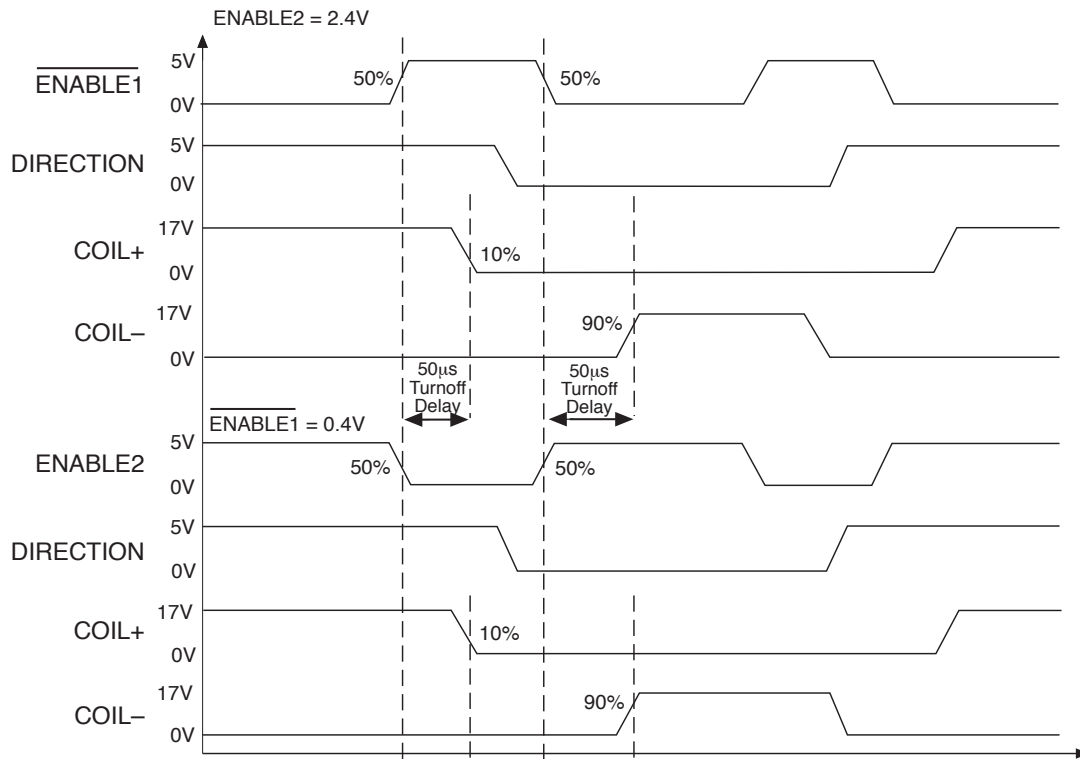 ENABLE2 = 2.4V
ENABLE1
5V
0V
50%
50%
DIRECTION
5V
0V
COIL+
17V
0V
10%
COIL–
17V
0V
90%
50µs
Turnoff
Delay
50µs
Turnoff
Delay
ENABLE1 = 0.4V
ENABLE2
5V
0V
50%
50%
DIRECTION
5V
0V
COIL+
17V
0V
10%
COIL–
17V
0V
90%